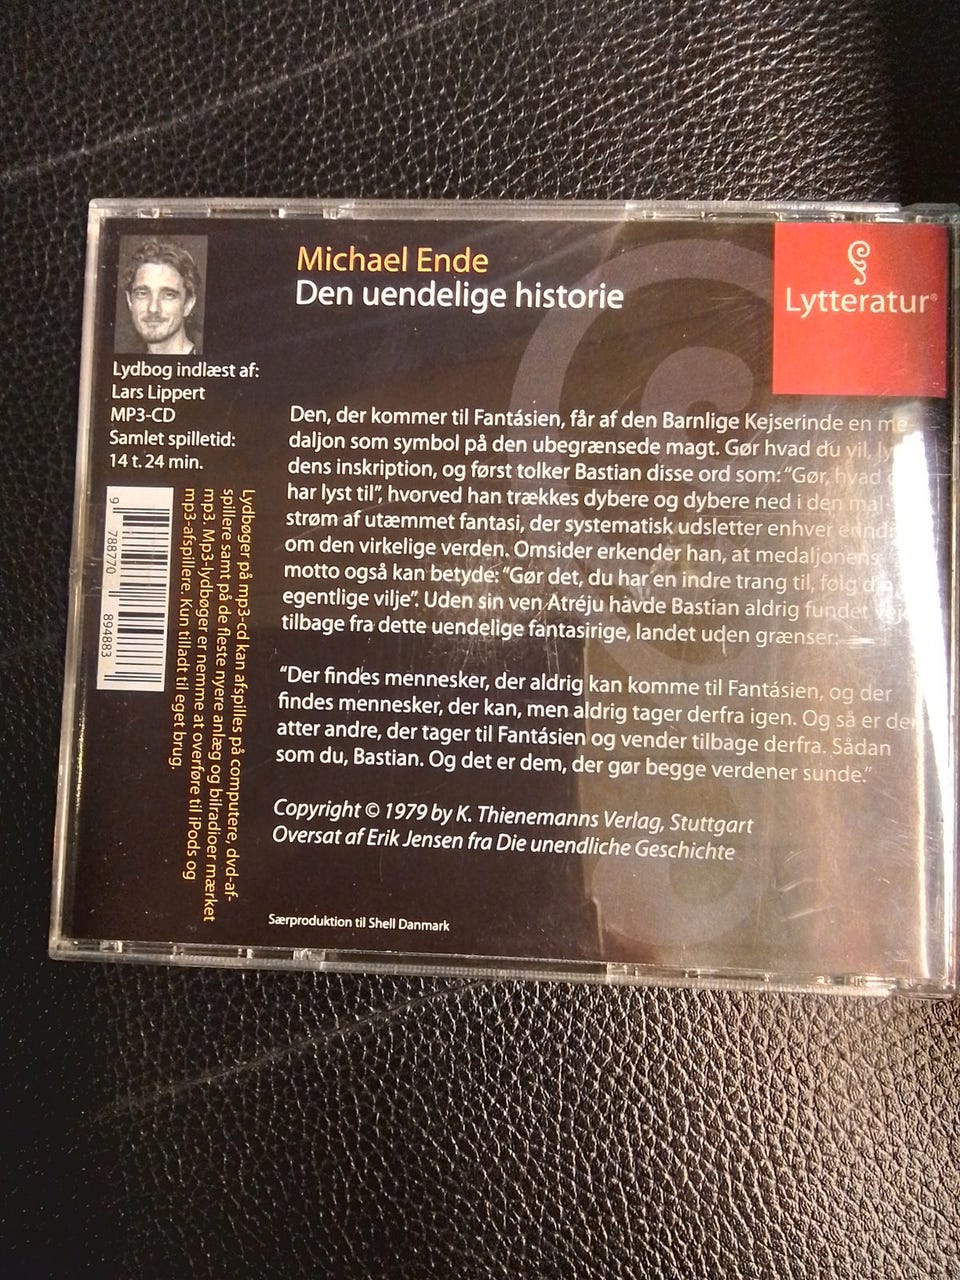 Michael Ende
Den uendelige historie
Lytteratur®
Lydbog indlæst af:
Lars Lippert
MP3-CD
Samlet spilletid:
14 t. 24 min.
Den, der kommer til Fantásien, får af den Barnlige Kejserinde en me-
daljon som symbol på den ubegrænsede magt. Gør hvad du vil,
dens inskription, og først tolker Bastian disse ord som: “Gør, hvad
har lyst til”, hvorved han trækkes dybere og dybere ned i den mal-
strøm af utæmmet fantasi, der systematisk udsletter enhver
om den virkelige verden. Omsider erkender han, at medaljonens
motto også kan betyde: “Gør det, du har en indre trang til, følg
egentlige vilje”. Uden sin ven Atréju havde Bastian aldrig fundet
tilbage fra dette uendelige fantasirige, landet uden grænser:
“Der findes mennesker, der aldrig kan komme til Fantásien, og der
findes mennesker, der kan, men aldrig tager derfra igen. Og så er der
atter andre, der tager til Fantásien og vender tilbage derfra. Sådan
som du, Bastian. Og det er dem, der gør begge verdener sunde.”
Copyright © 1979 by K. Thienemanns Verlag, Stuttgart
Oversat af Erik Jensen fra Die unendliche Geschichte
Særproduktion til Shell Danmark
Lydbøger på mp3-cd kan afspilles på computere, dvd-af-
spillere samt på de fleste nyere anlæg og bilradioer mærket
mp3. Mp3-lydbøger er nemme at overføre til iPods og
mp3-afspillere. Kun tilladt til eget brug.
9 788770 894883